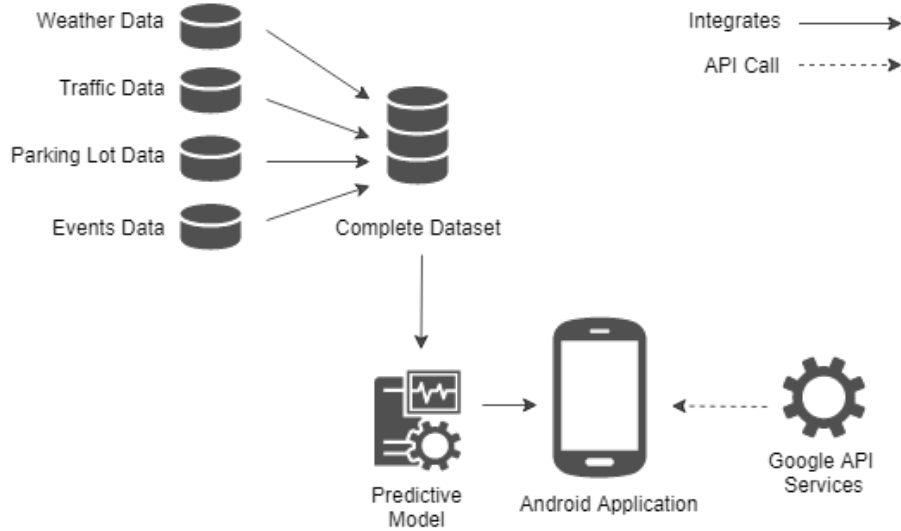 Weather Data
Integrates
Traffic Data
API Call
Parking Lot Data
Events Data
Complete Dataset
Predictive
Model
Android Application
Google API
Services